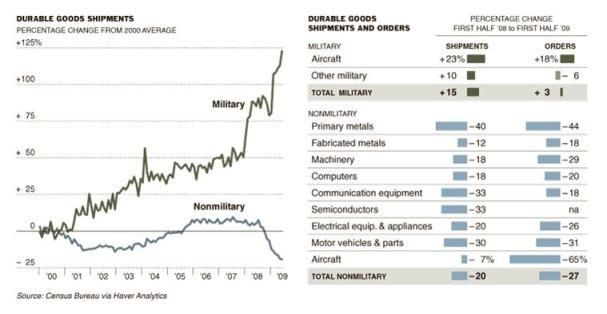 DURABLE GOODS SHIPMENTS
PERCENTAGE CHANGE FROM 2000 AVERAGE
+125%
+100
+ 75
+ 50
+ 25
0
− 25
Military
Nonmilitary
'00 '01 '02 '03 '04 '05 '06 '07 '08 '09
Source: Census Bureau via Haver Analytics
DURABLE GOODS
SHIPMENTS AND ORDERS
PERCENTAGE CHANGE
FIRST HALF '08 to FIRST HALF '09
MILITARY SHIPMENTS ORDERS
Aircraft +23% +18%
Other military +10 − 6
TOTAL MILITARY +15 + 3
NONMILITARY
Primary metals −40 −44
Fabricated metals −12 −18
Machinery −18 −29
Computers −18 −20
Communication equipment −33 −18
Semiconductors −33 na
Electrical equip. & appliances −20 −26
Motor vehicles & parts −30 −31
Aircraft − 7% −65%
TOTAL NONMILITARY −20 −27